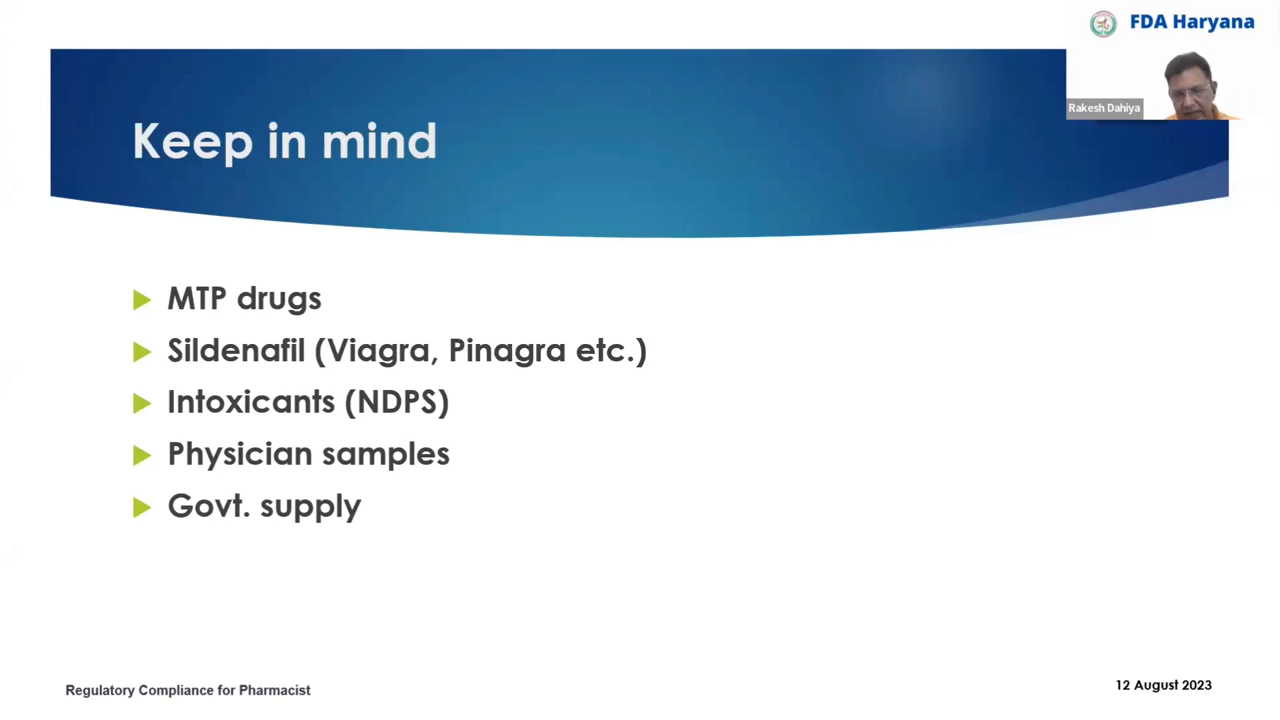 FDA Haryana
Rakesh Dahiya
Keep in mind
MTP drugs
Sildenafil (Viagra, Pinagra etc.)
Intoxicants (NDPS)
Physician samples
Govt. supply
Regulatory Compliance for Pharmacist
12 August 2023